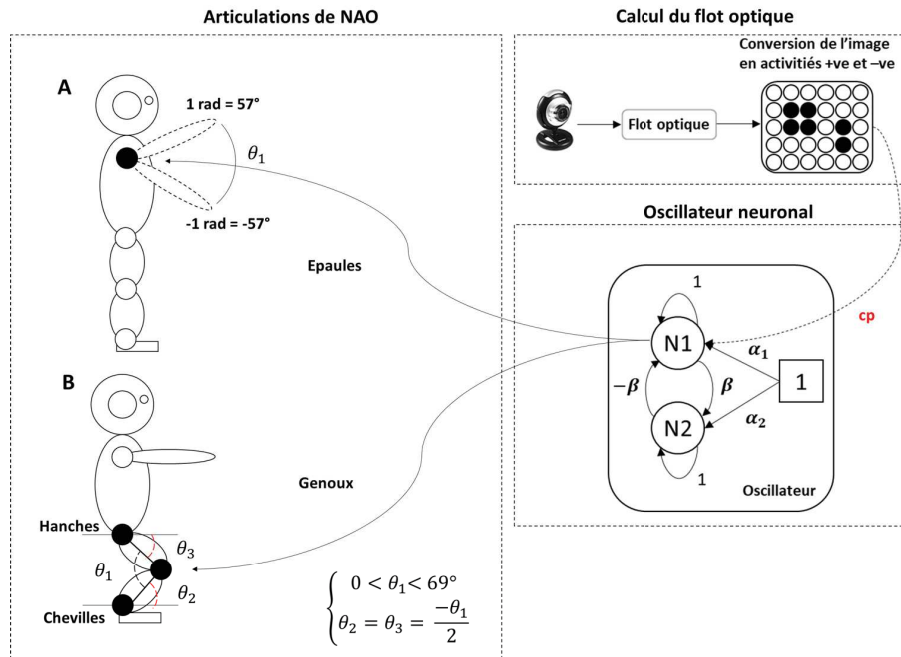 Articulations de NAO
A
1 rad = 57°
θ₁
-1 rad = -57°
Epaules
B
Genoux
Hanches
θ₃
θ₁
θ₂
Chevilles
0 < θ₁ < 69°
θ₂ = θ₃ = -θ₁/2
Calcul du flot optique
Conversion de l'image
en activitiés +ve et –ve
Flot optique
Oscillateur neuronal
cp
1
N1
α₁
-β
β
1
α₂
N2
1
Oscillateur